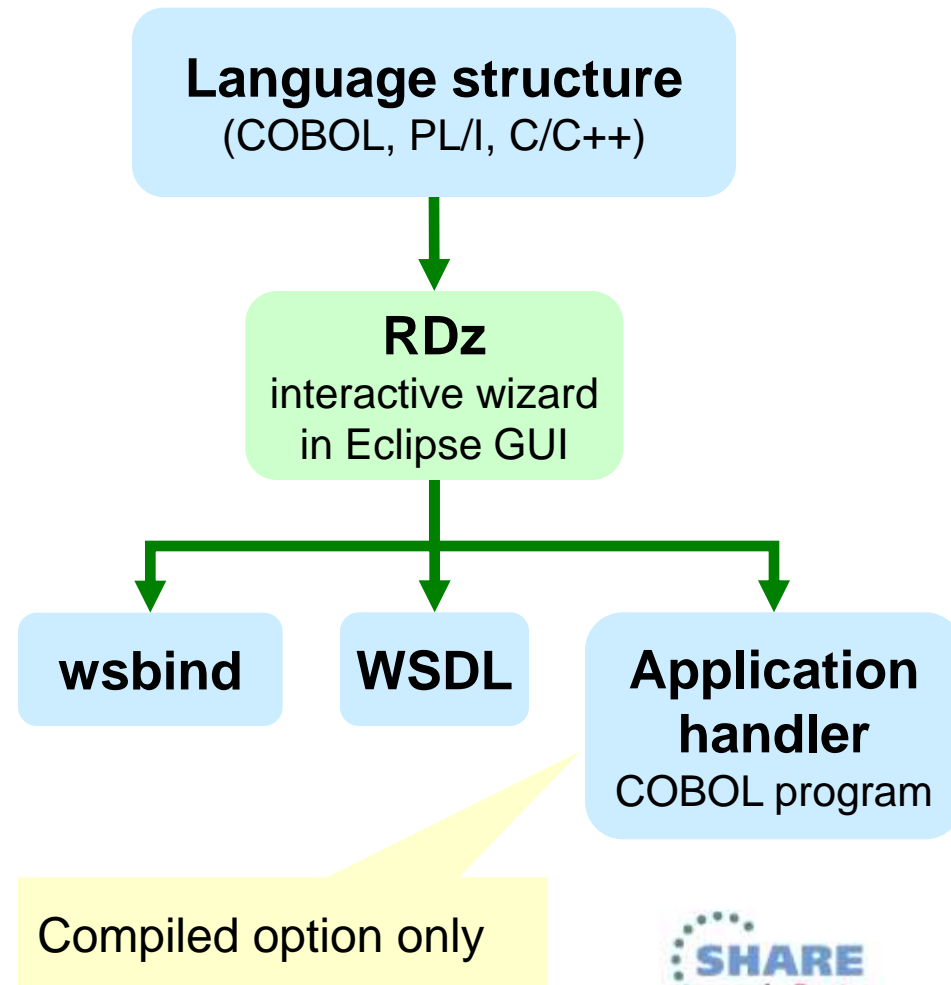 Language structure
(COBOL, PL/I, C/C++)
RDz
interactive wizard
in Eclipse GUI
wsbind
WSDL
Application
handler
COBOL program
Compiled option only
SHARE